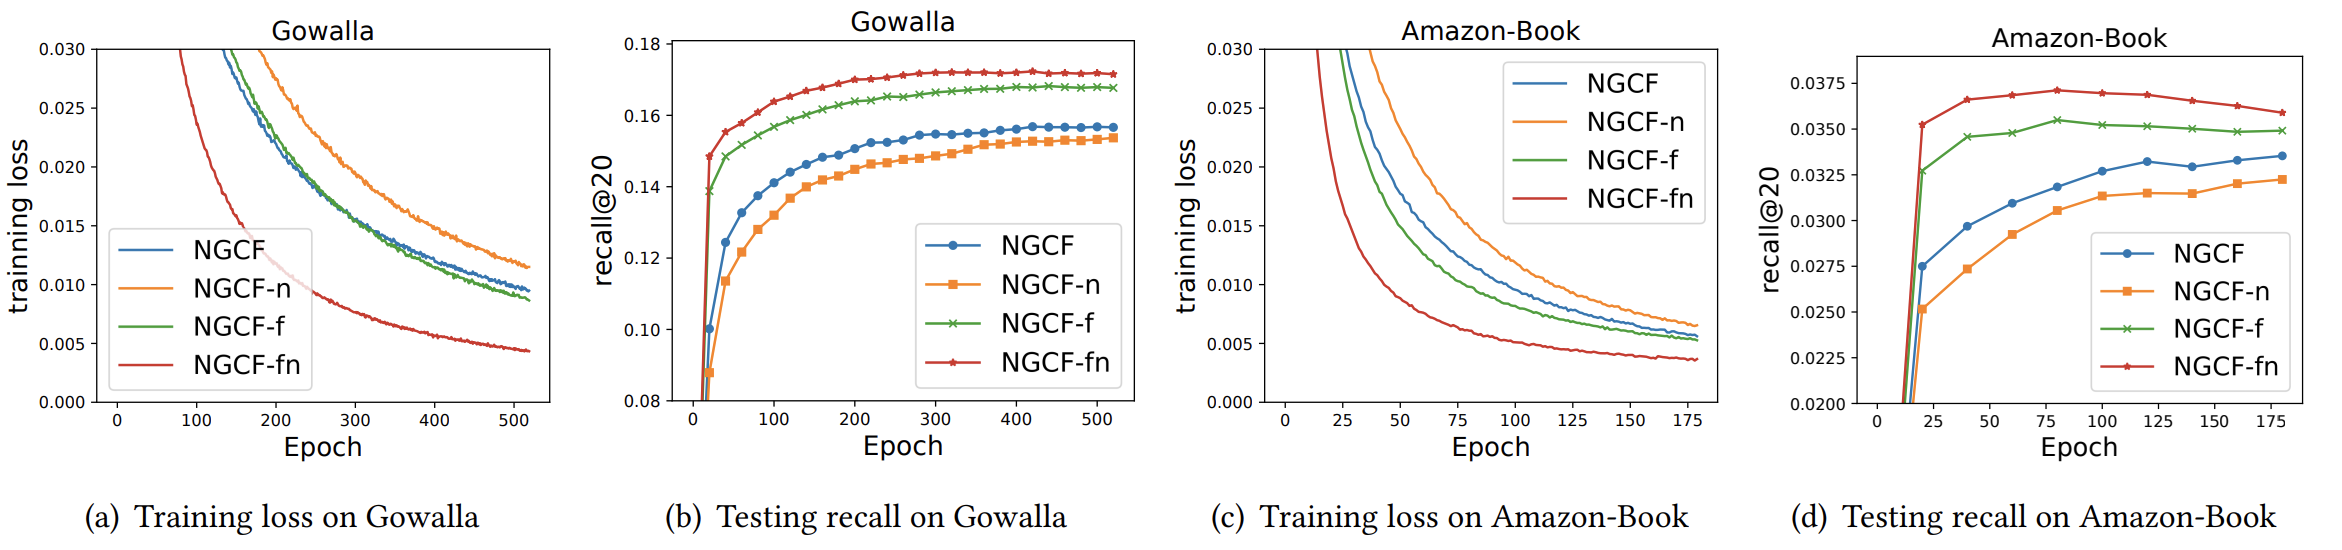 Gowalla
0.030
0.025
0.020
0.015
0.010
0.005
0.000
trainning loss
NGCF
NGCF-n
NGCF-f
NGCF-fn
0 100 200 300 400 500
Epoch
(a) Training loss on Gowalla
Gowalla
0.18
0.16
0.14
0.12
0.10
0.08
recall@20
NGCF
NGCF-n
NGCF-f
NGCF-fn
0 100 200 300 400 500
Epoch
(b) Testing recall on Gowalla
Amazon-Book
0.030
0.025
0.020
0.015
0.010
0.005
0.000
trainning loss
NGCF
NGCF-n
NGCF-f
NGCF-fn
0 25 50 75 100 125 150 175
Epoch
(c) Training loss on Amazon-Book
Amazon-Book
0.0375
0.0350
0.0325
0.0300
0.0275
0.0250
0.0225
0.0200
recall@20
NGCF
NGCF-n
NGCF-f
NGCF-fn
0 25 50 75 100 125 150 175
Epoch
(d) Testing recall on Amazon-Book